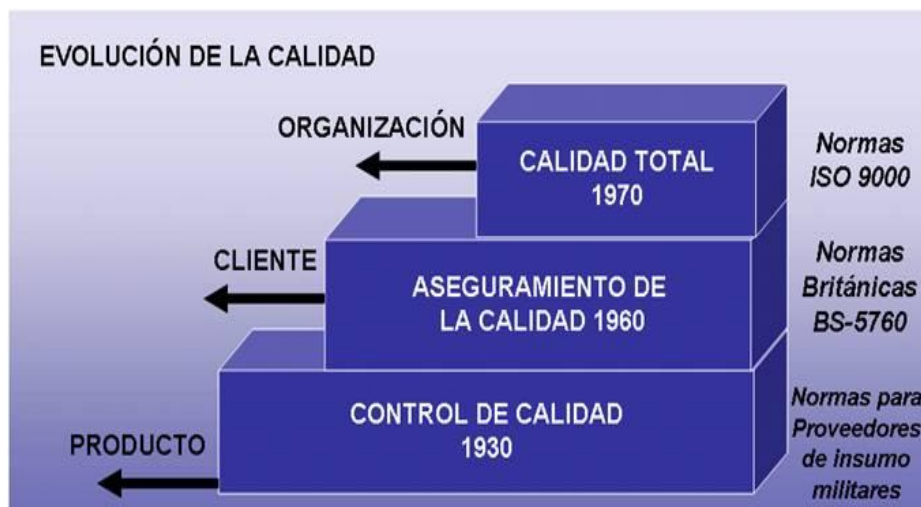 EVOLUCIÓN DE LA CALIDAD
ORGANIZACIÓN
CALIDAD TOTAL
1970
Normas
ISO 9000
CLIENTE
ASEGURAMIENTO DE
LA CALIDAD 1960
Normas
Británicas
BS-5760
PRODUCTO
CONTROL DE CALIDAD
1930
Normas para
Proveedores
de insumo
militares